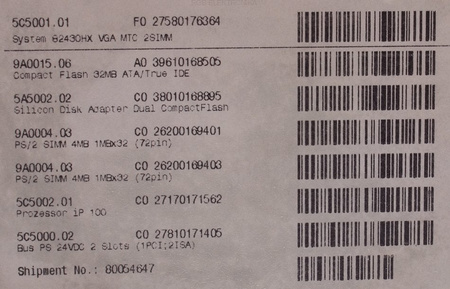 5C5001.01 F0 27580176364
System G2430HX VGA MTC 2SIMM
9A0015.06 A0 39610168505
Compact Flash 32MB ATA/True IDE
5A5002.02 C0 38010168895
Silicon Disk Adapter Dual CompactFlash
9A0004.03 C0 26200169401
PS/2 SIMM 4MB 1MBx32 (72pin)
9A0004.03 C0 26200169403
PS/2 SIMM 4MB 1MBx32 (72pin)
5C5002.01 C0 27170171562
Prozessor iP 100
5C5000.02 C0 27810171405
Bus PS 24VDC 2 Slots (1PCI;2ISA)
Shipment No.: 80054647